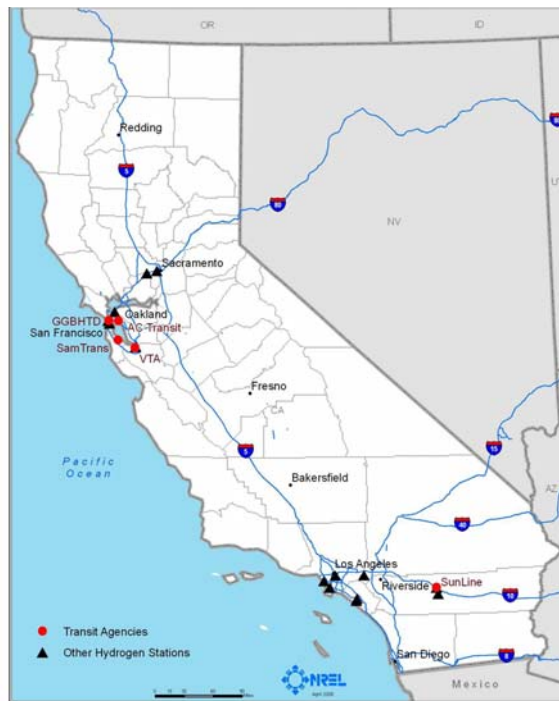 OR
ID
Redding
5
80
80
NV
UT
Sacramento
GGBHTD
Oakland
San Francisco
AC Transit
SamTrans
VTA
Fresno
CA
5
15
Pacific
Ocean
Bakersfield
AZ
40
Los Angeles
Riverside
SunLine
10
Transit Agencies
Other Hydrogen Stations
San Diego
8
NREL
Mexico